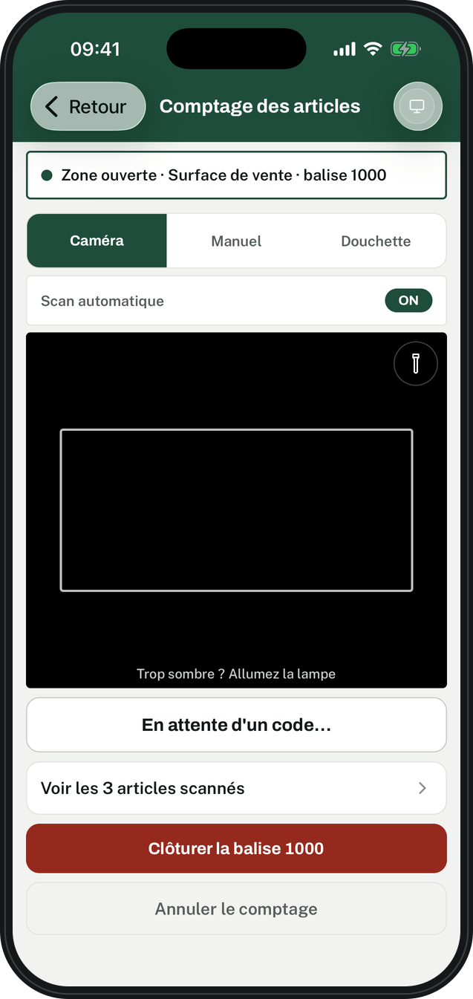 09:41
Retour
Comptage des articles
Zone ouverte · Surface de vente · balise 1000
Caméra
Manuel
Douchette
Scan automatique
ON
Trop sombre ? Allumez la lampe
En attente d'un code...
Voir les 3 articles scannés
Clôturer la balise 1000
Annuler le comptage